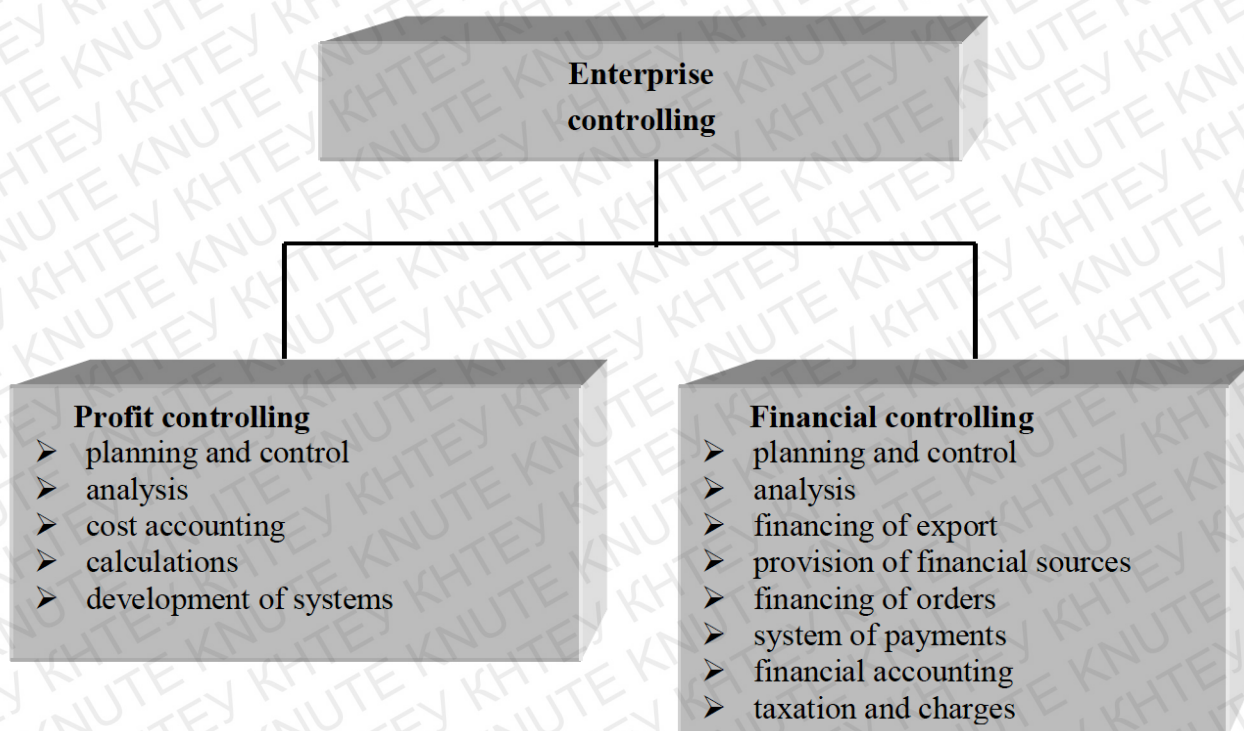 Enterprise
controlling
Profit controlling
➢ planning and control
➢ analysis
➢ cost accounting
➢ calculations
➢ development of systems
Financial controlling
➢ planning and control
➢ analysis
➢ financing of export
➢ provision of financial sources
➢ financing of orders
➢ system of payments
➢ financial accounting
➢ taxation and charges
КНТЕУ KNUTE